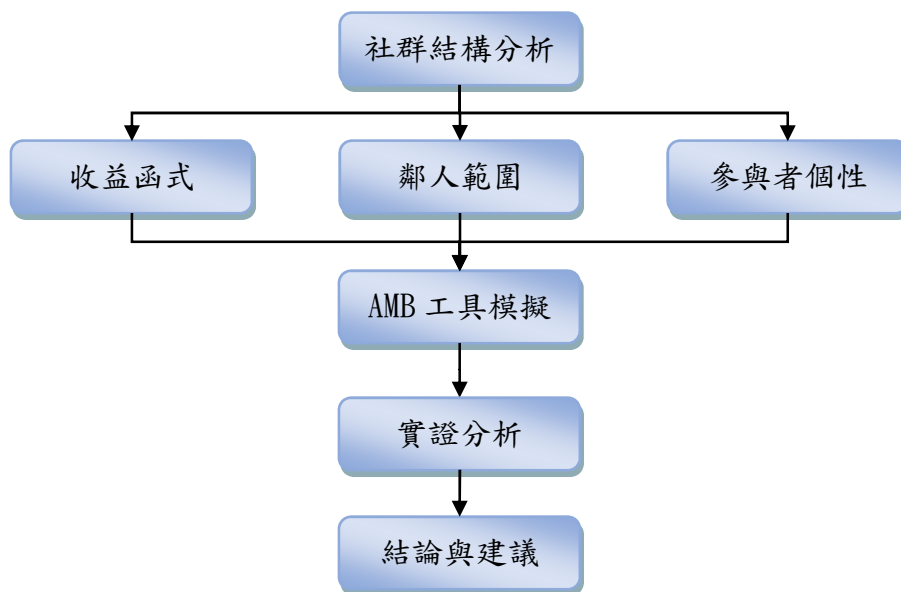 社群結構分析
收益函式
鄰人範圍
參與者個性
AMB 工具模擬
實證分析
結論與建議